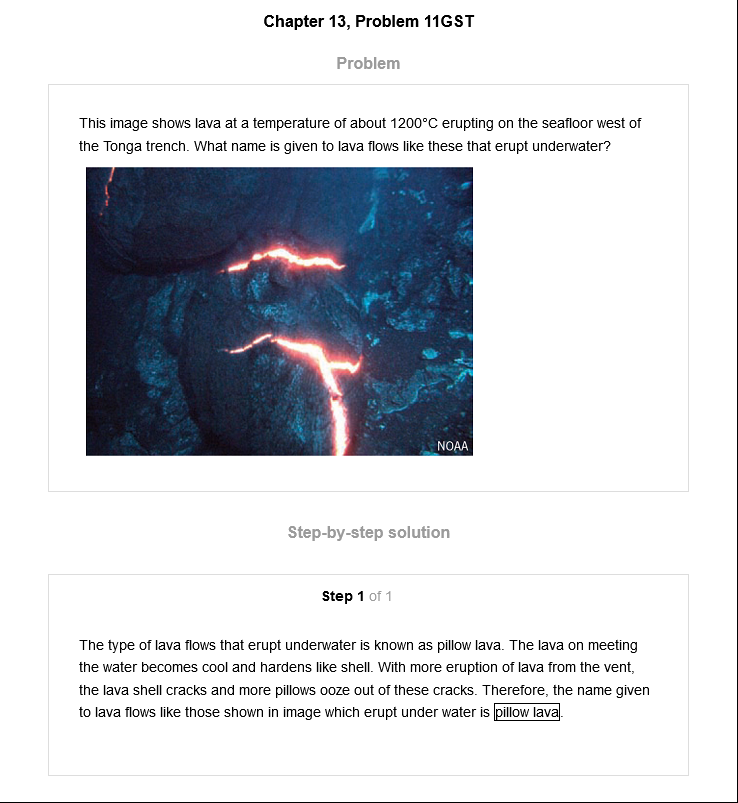 Chapter 13, Problem 11GST
Problem
This image shows lava at a temperature of about 1200°C erupting on the seafloor west of
the Tonga trench. What name is given to lava flows like these that erupt underwater?
NOAA
Step-by-step solution
Step 1 of 1
The type of lava flows that erupt underwater is known as pillow lava. The lava on meeting
the water becomes cool and hardens like shell. With more eruption of lava from the vent,
the lava shell cracks and more pillows ooze out of these cracks. Therefore, the name given
to lava flows like those shown in image which erupt under water is pillow lava.